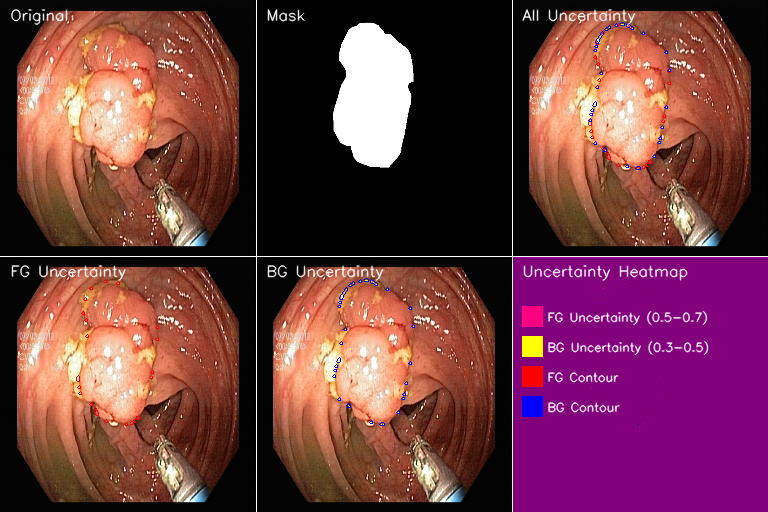 Original
Mask
All Uncertainty
FG Uncertainty
BG Uncertainty
Uncertainty Heatmap
FG Uncertainty (0.5-0.7)
BG Uncertainty (0.3-0.5)
FG Contour
BG Contour